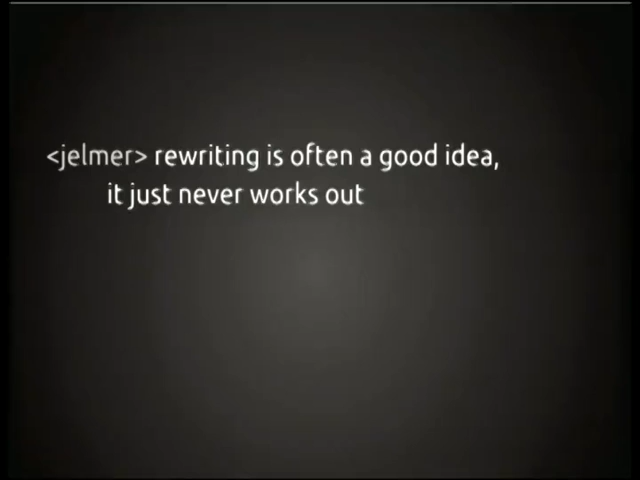 <jelmer> rewriting is often a good idea,
it just never works out